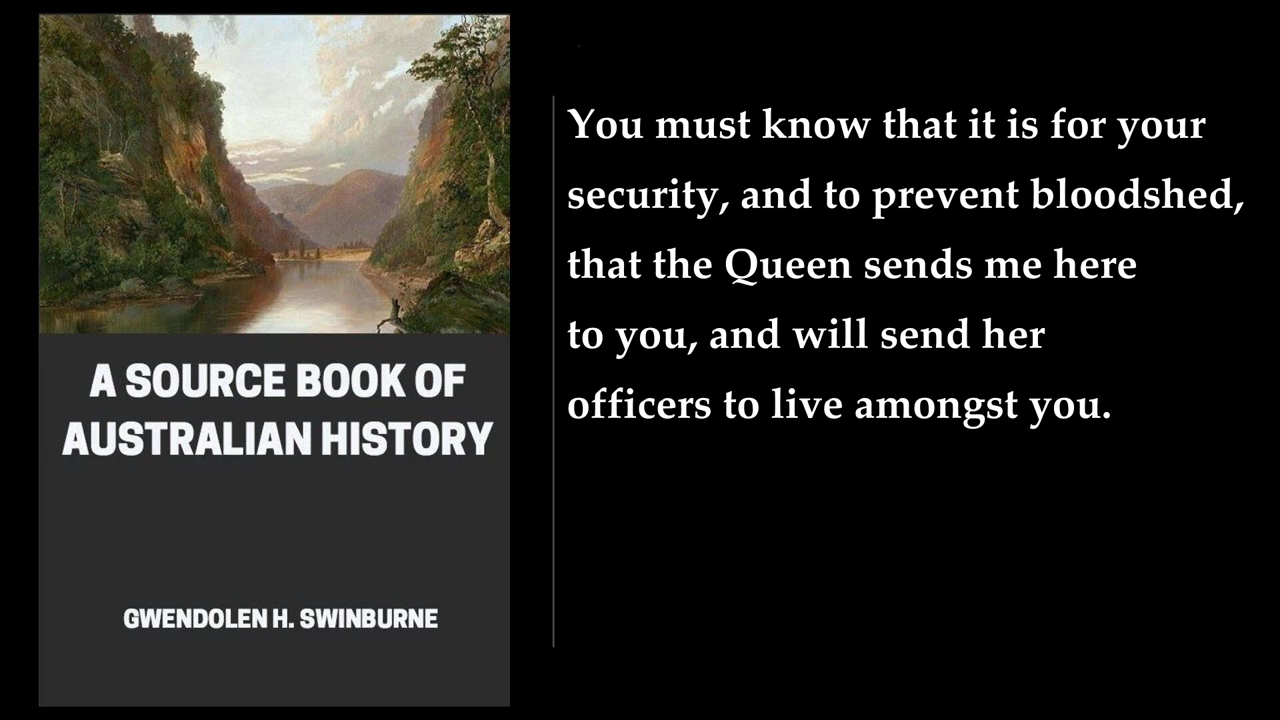 A SOURCE BOOK OF
AUSTRALIAN HISTORY
GWENDOLEN H. SWINBURNE
You must know that it is for your
security, and to prevent bloodshed,
that the Queen sends me here
to you, and will send her
officers to live amongst you.